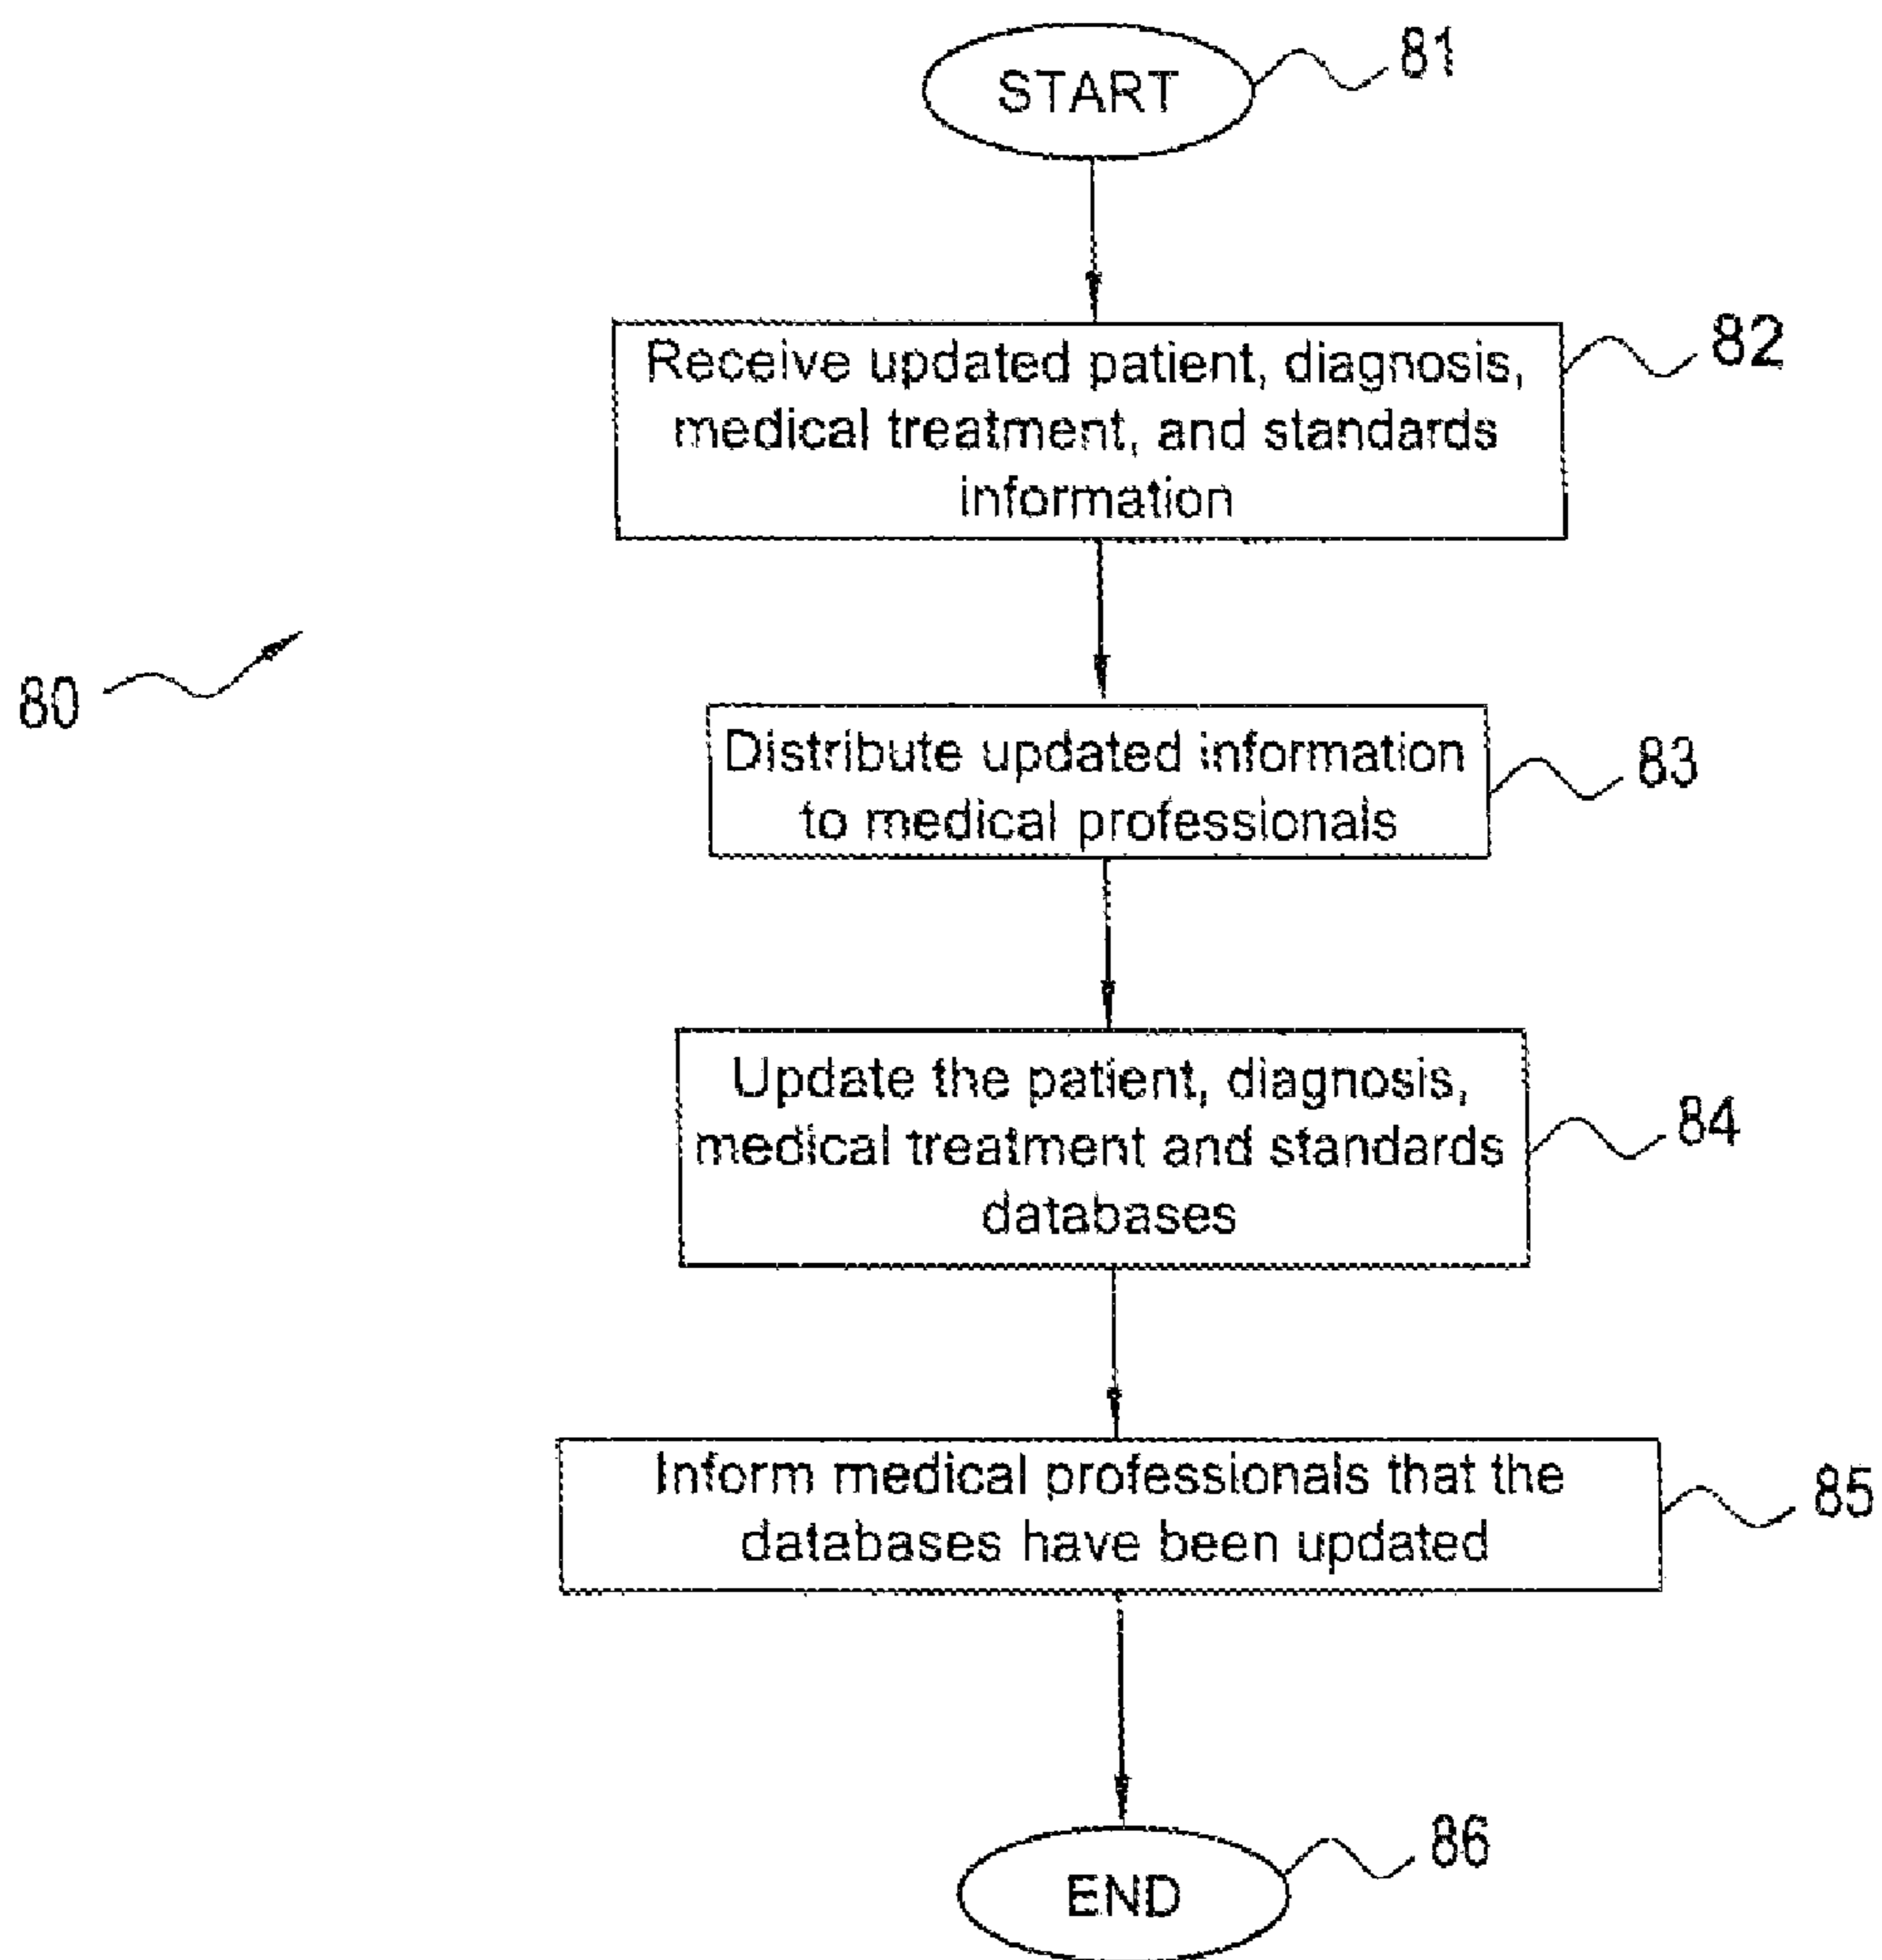 START
81
Receive updated patient, diagnosis,
medical treatment, and standards
information
82
80
Distribute updated information
to medical professionals
83
Update the patient, diagnosis,
medical treatment and standards
databases
84
Inform medical professionals that the
databases have been updated
85
END
86